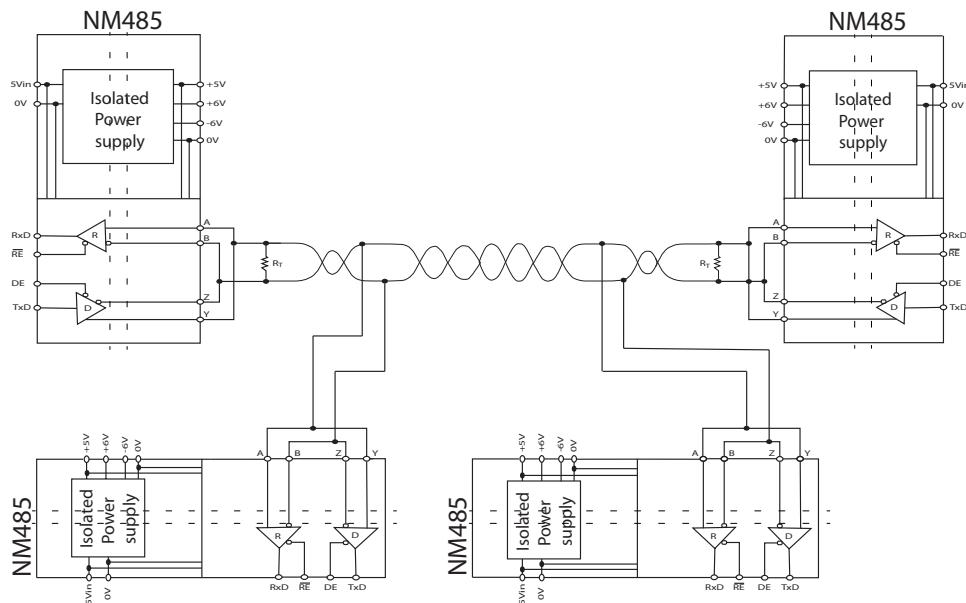 NM485
5Vin
0V
Isolated
Power
supply
+5V
+6V
-6V
0V
RxD
RE
DE
TxD
R
D
A
B
Z
Y
RT
NM485
+5V
+6V
-6V
0V
Isolated
Power
supply
5Vin
0V
A
B
Z
Y
R
D
RxD
RE
DE
TxD
RT
NM485
+5V
+6V
-6V
0V
Isolated
Power
supply
5Vin
0V
A
B
Z
Y
R
D
RxD
RE
DE
TxD
NM485
+5V
+6V
-6V
0V
Isolated
Power
supply
5Vin
0V
A
B
Z
Y
R
D
RxD
RE
DE
TxD